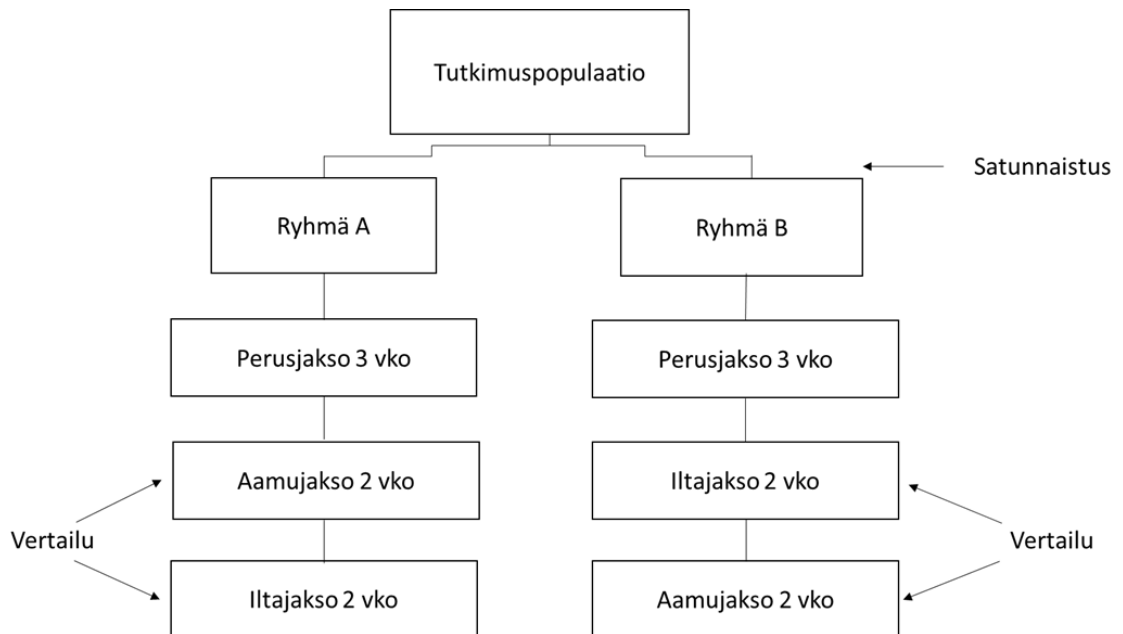 Tutkimuspopulaatio
Satunnaistus
Ryhmä A
Ryhmä B
Perusjakso 3 vko
Perusjakso 3 vko
Aamujakso 2 vko
Iltajakso 2 vko
Vertailu
Vertailu
Iltajakso 2 vko
Aamujakso 2 vko